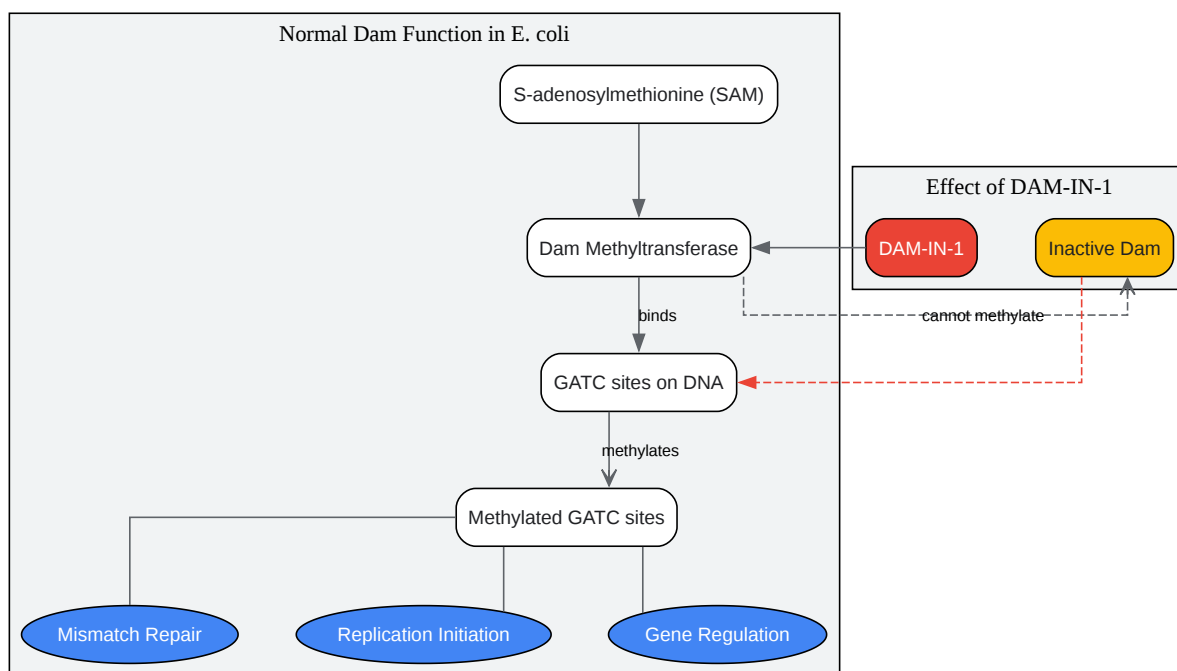 Normal Dam Function in E. coli
S-adenosylmethionine (SAM)
Effect of DAM-IN-1
Dam Methyltransferase
DAM-IN-1
Inactive Dam
binds
cannot methylate
GATC sites on DNA
methylates
Methylated GATC sites
Mismatch Repair
Replication Initiation
Gene Regulation